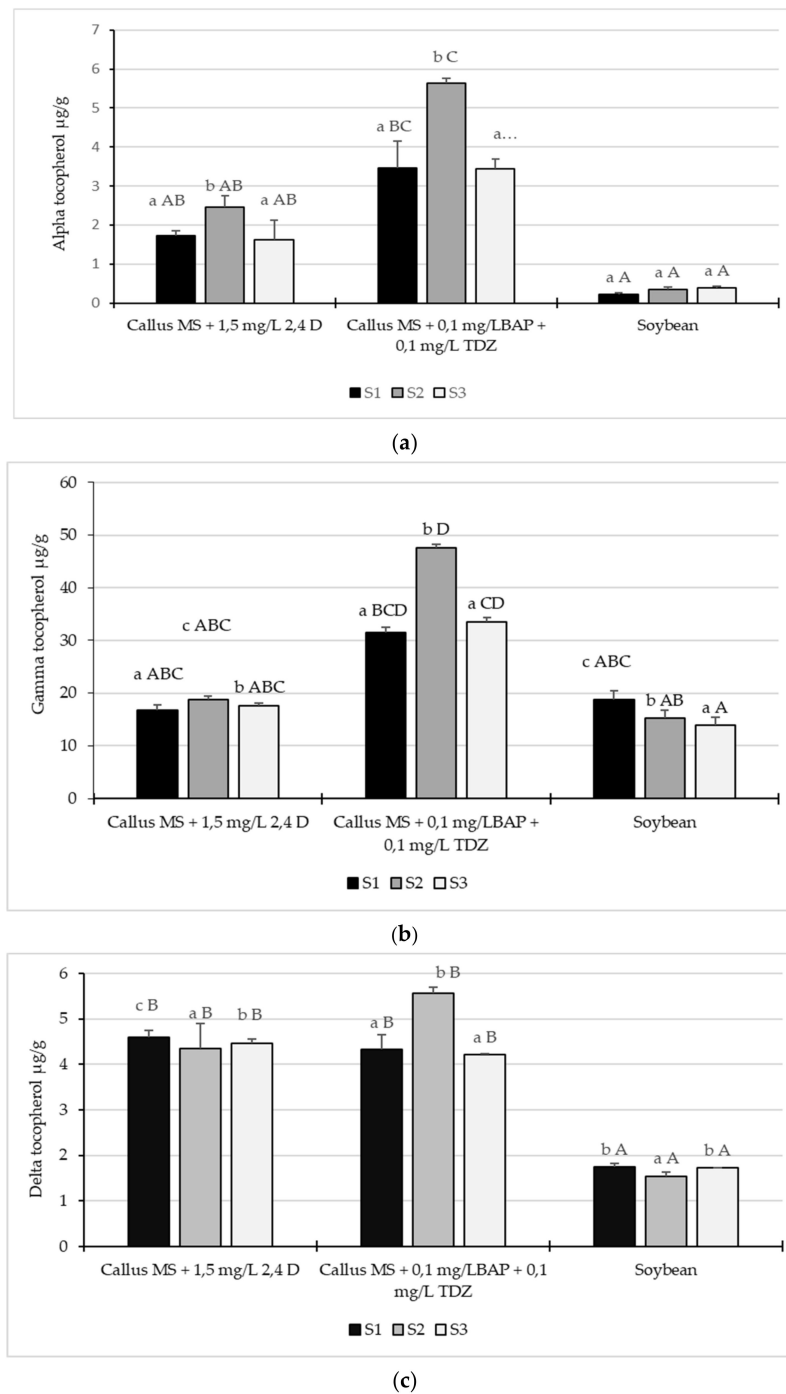 7
6
5
4
3
2
1
0
Alpha tocopherol µg/g
a AB
b AB
a AB
a BC
b C
a…
a A
a A
a A
Callus MS + 1,5 mg/L 2,4 D
Callus MS + 0,1 mg/LBAP +
0,1 mg/L TDZ
Soybean
S1 S2 S3
(a)
60
50
40
30
20
10
0
Gamma tocopherol µg/g
a ABC
c ABC
b ABC
a BCD
b D
a CD
c ABC
b AB
a A
Callus MS + 1,5 mg/L 2,4 D
Callus MS + 0,1 mg/LBAP +
0,1 mg/L TDZ
Soybean
S1 S2 S3
(b)
6
5
4
3
2
1
0
Delta tocopherol µg/g
c B
a B
b B
a B
b B
a B
b A
a A
b A
Callus MS + 1,5 mg/L 2,4 D
Callus MS + 0,1 mg/LBAP + 0,1
mg/L TDZ
Soybean
S1 S2 S3
(c)